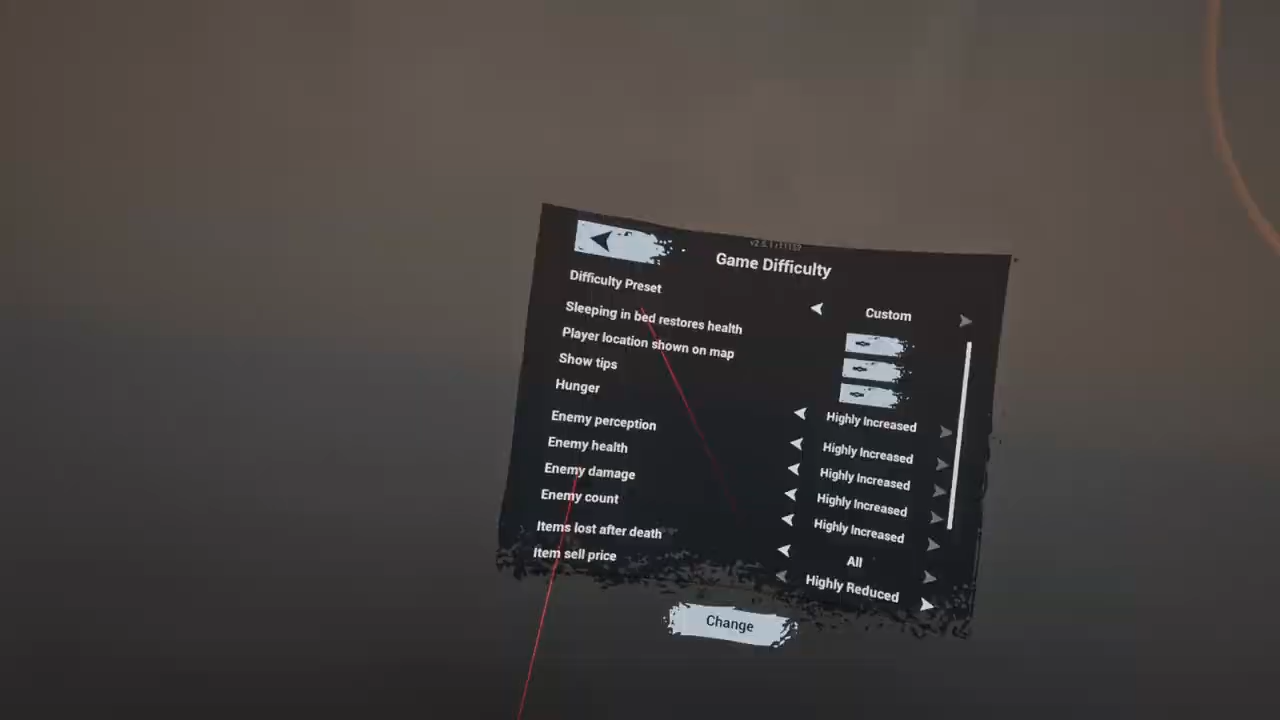 Game Difficulty
Difficulty Preset
Custom
Sleeping in bed restores health
Player location shown on map
Show tips
Hunger
Highly Increased
Enemy perception
Highly Increased
Enemy health
Highly Increased
Enemy damage
Highly Increased
Enemy count
Highly Increased
Items lost after death
All
Item sell price
Highly Reduced
Change